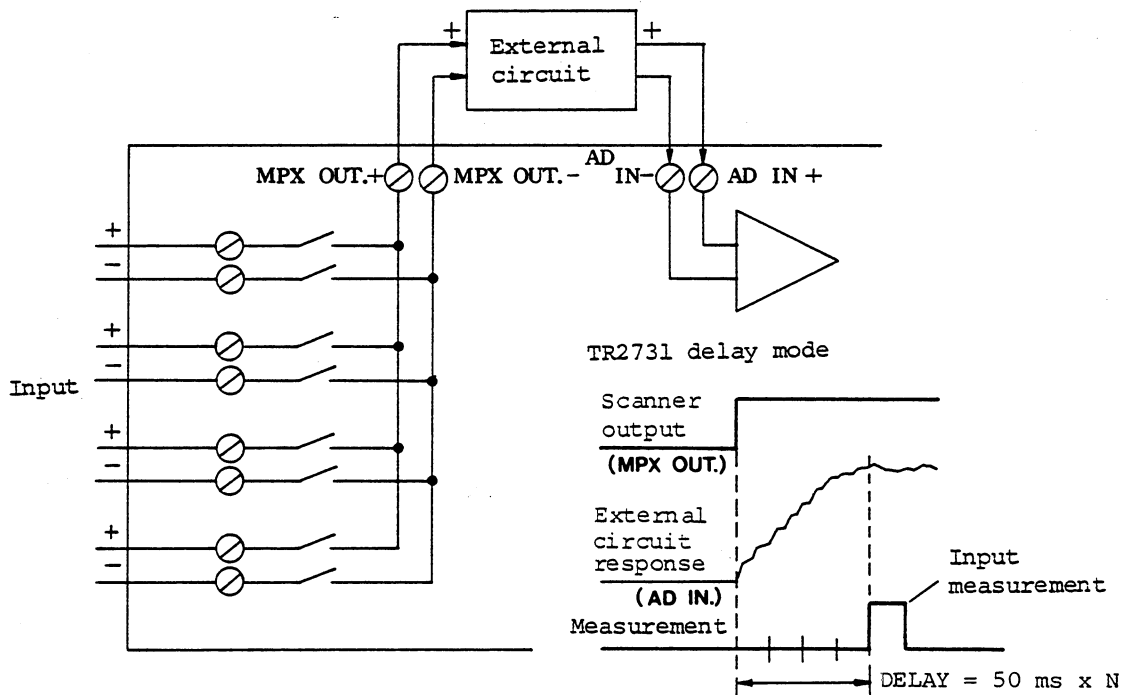 + External circuit +
MPX OUT.+
MPX OUT.-
AD IN-
AD IN +
+
-
+
-
Input
+
-
+
-
TR2731 delay mode
Scanner
output
(MPX OUT.)
External
circuit
response
(AD IN.)
Input
measurement
Measurement
DELAY = 50 ms x N